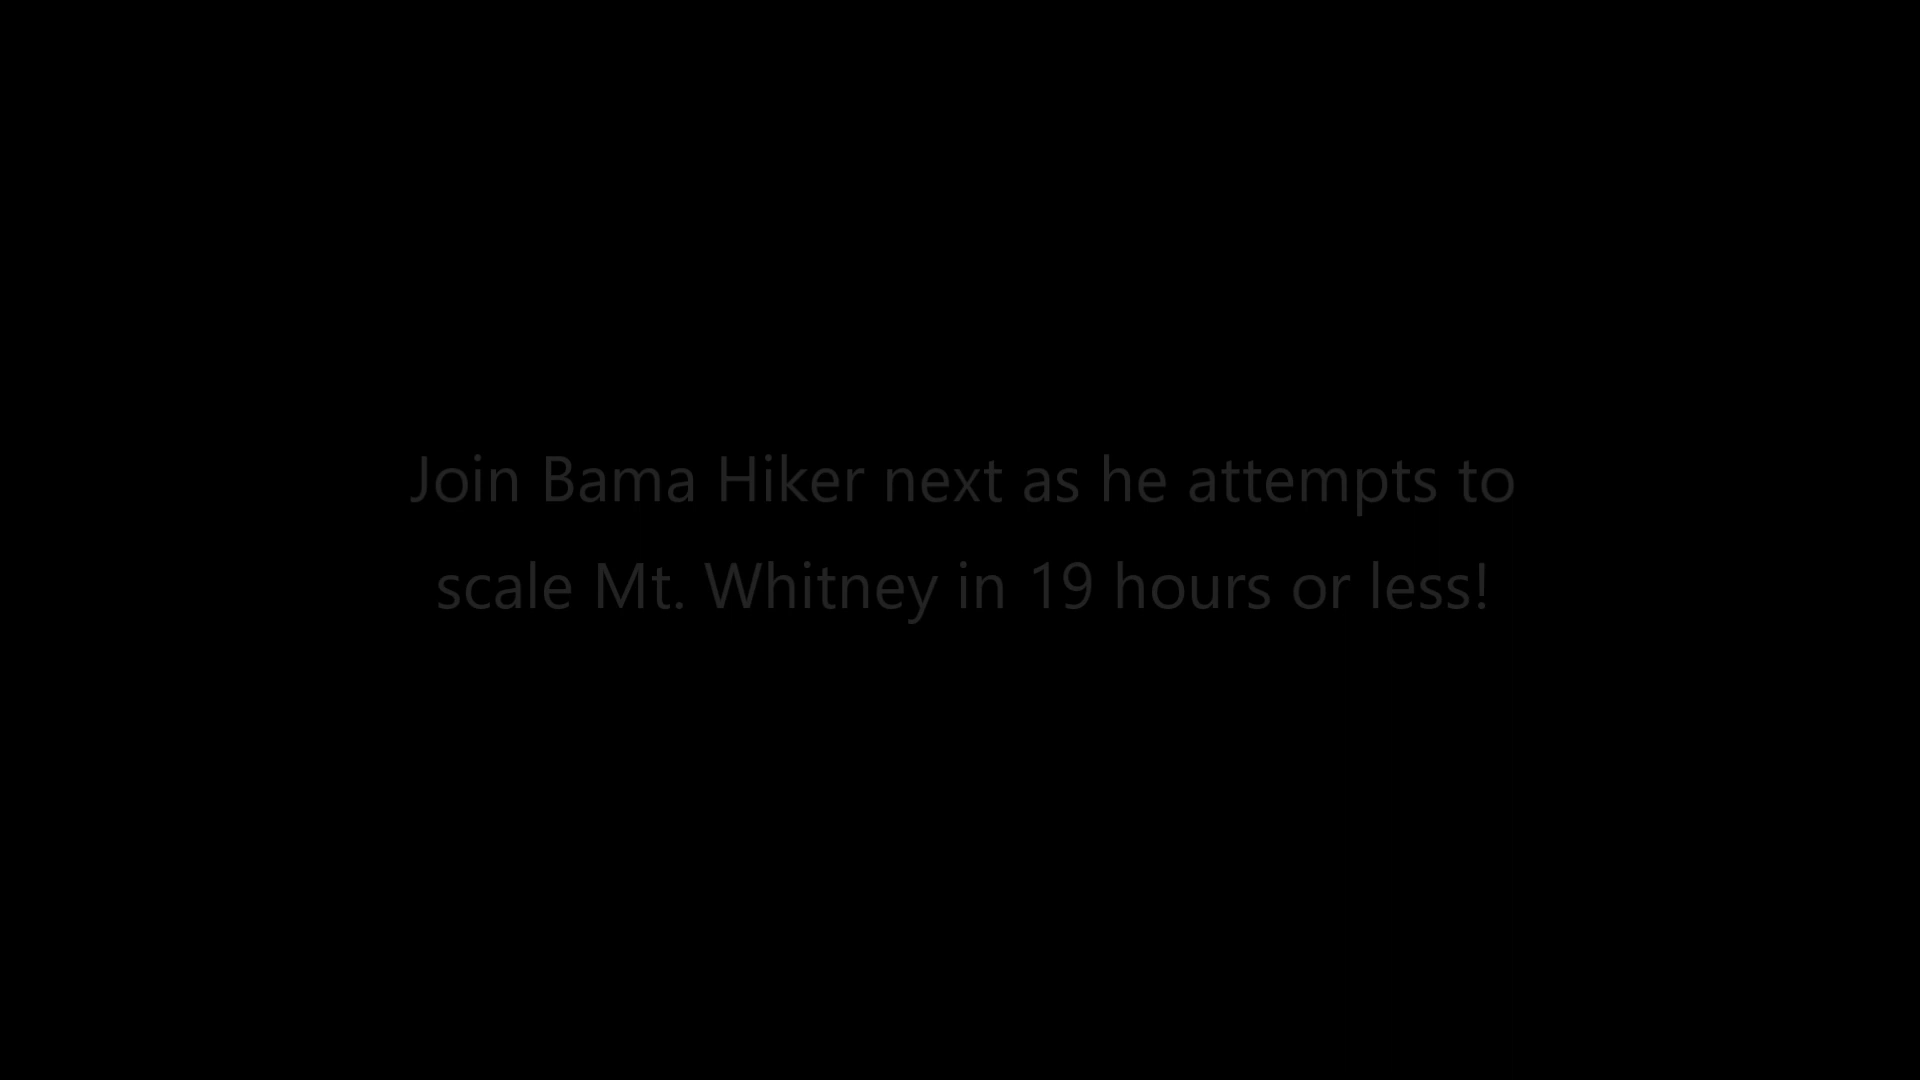 Join Bama Hiker next as he attempts to
scale Mt. Whitney in 19 hours or less!